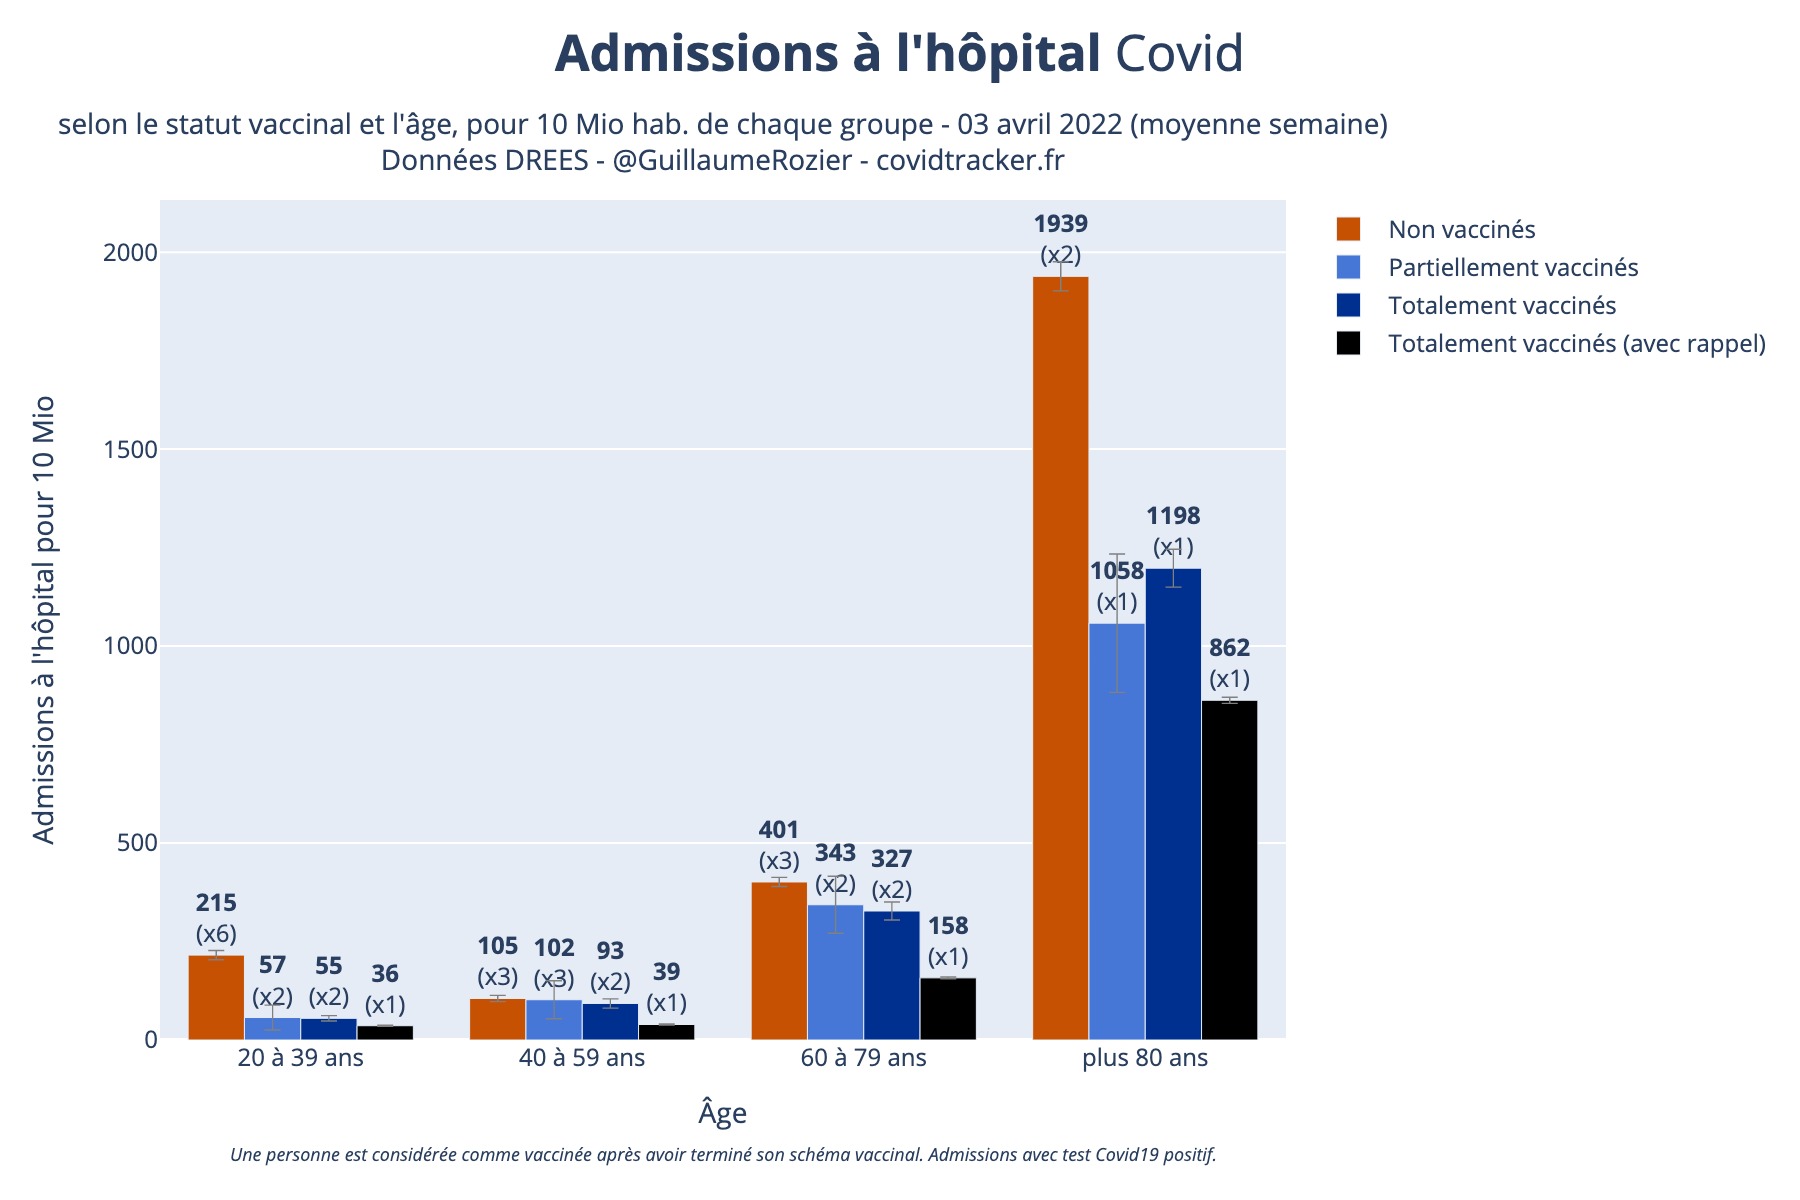 Admissions à l'hôpital Covid
selon le statut vaccinal et l'âge, pour 10 Mio hab. de chaque groupe - 03 avril 2022 (moyenne semaine)
Données DREES - @GuillaumeRozier - covidtracker.fr
Non vaccinés
Partiellement vaccinés
Totalement vaccinés
Totalement vaccinés (avec rappel)
Admissions à l'hôpital pour 10 Mio
2000
1500
1000
500
0
215
(x6)
57
(x2)
55
(x2)
36
(x1)
105
(x3)
102
(x3)
93
(x2)
39
(x1)
401
(x3)
343
(x2)
327
(x2)
158
(x1)
1939
(x2)
1058
(x1)
1198
(x1)
862
(x1)
20 à 39 ans
40 à 59 ans
60 à 79 ans
plus 80 ans
Âge
Une personne est considérée comme vaccinée après avoir terminé son schéma vaccinal. Admissions avec test Covid19 positif.